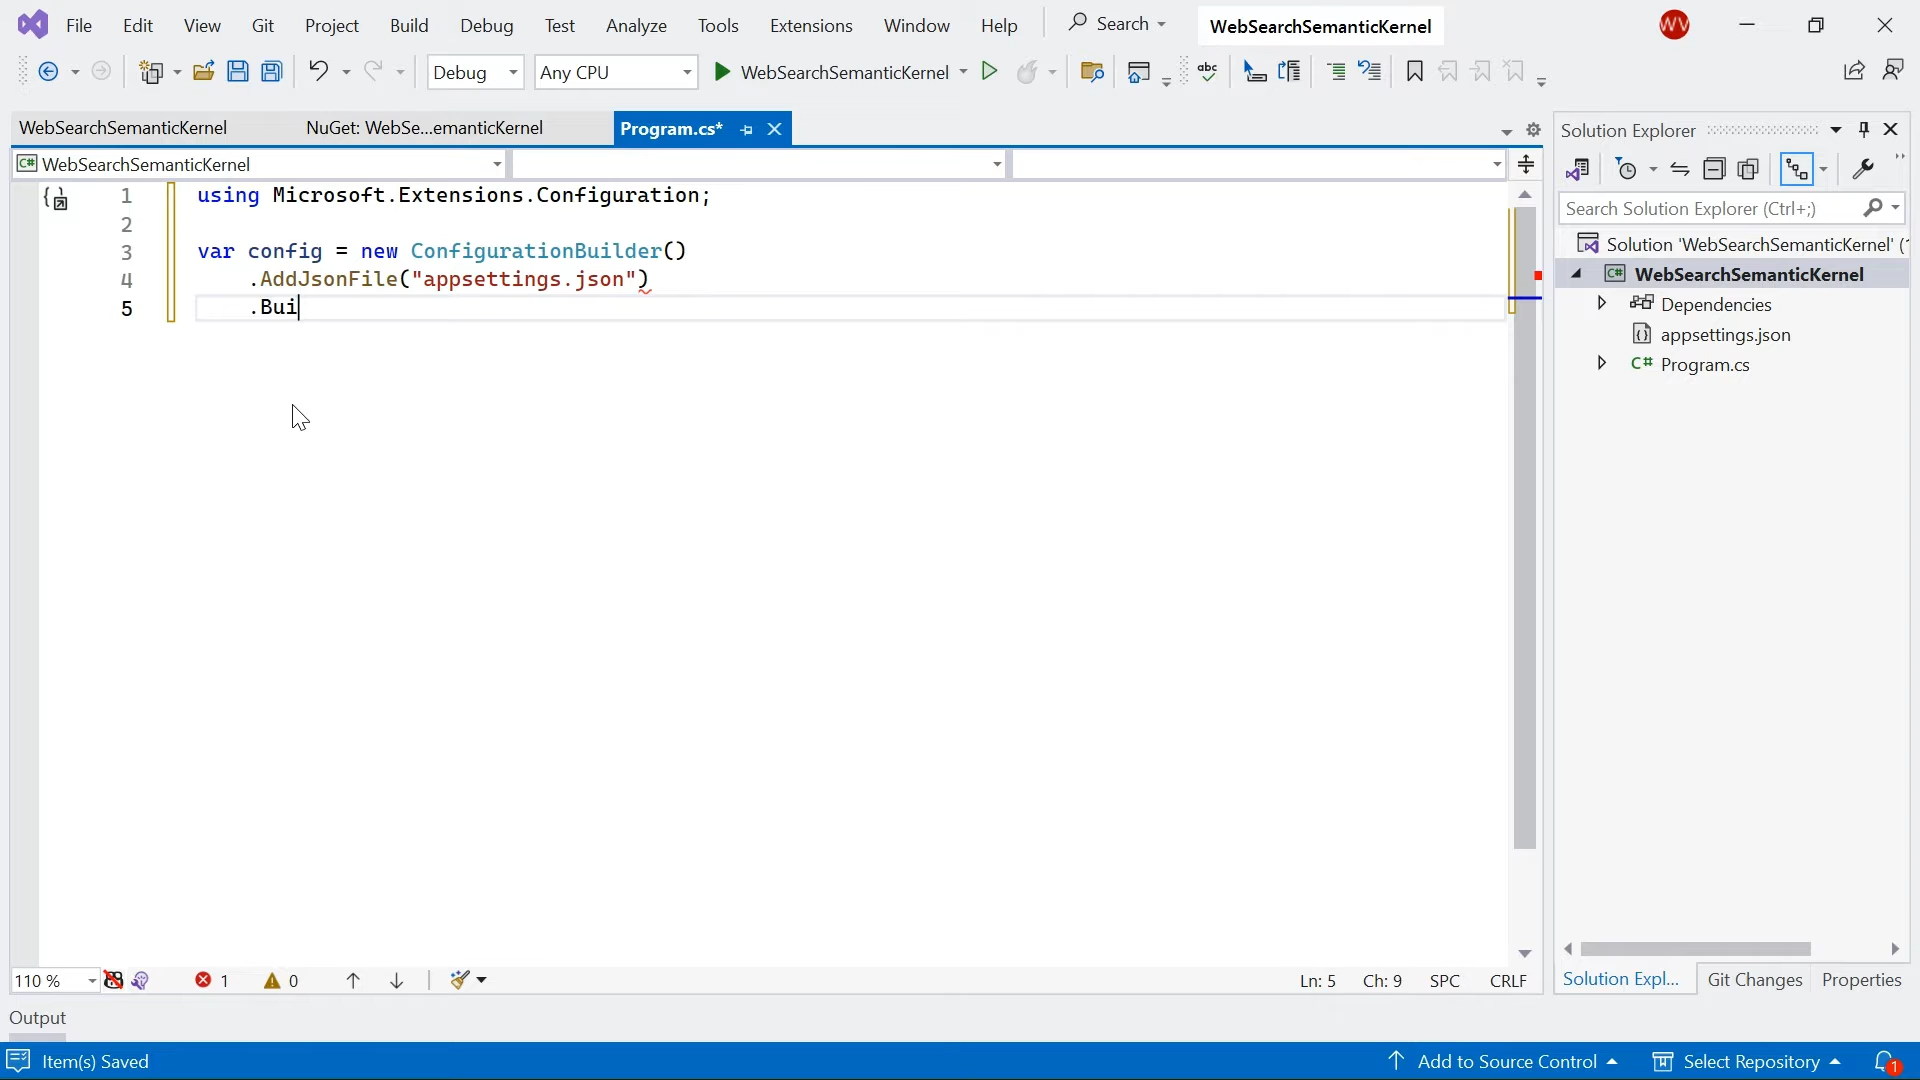 File Edit View Git Project Build Debug Test Analyze Tools Extensions Window Help Search WebSearchSemanticKernel WV
Debug Any CPU WebSearchSemanticKernel abc
WebSearchSemanticKernel NuGet: WebSe...emanticKernel Program.cs*
C# WebSearchSemanticKernel
1 using Microsoft.Extensions.Configuration;
2
3 var config = new ConfigurationBuilder()
4 .AddJsonFile("appsettings.json")
5 .Bui
Solution Explorer
Search Solution Explorer (Ctrl+;)
Solution 'WebSearchSemanticKernel' (
C# WebSearchSemanticKernel
Dependencies
appsettings.json
C# Program.cs
110 % 1 0 Ln: 5 Ch: 9 SPC CRLF
Solution Expl... Git Changes Properties
Output
Item(s) Saved Add to Source Control Select Repository 1